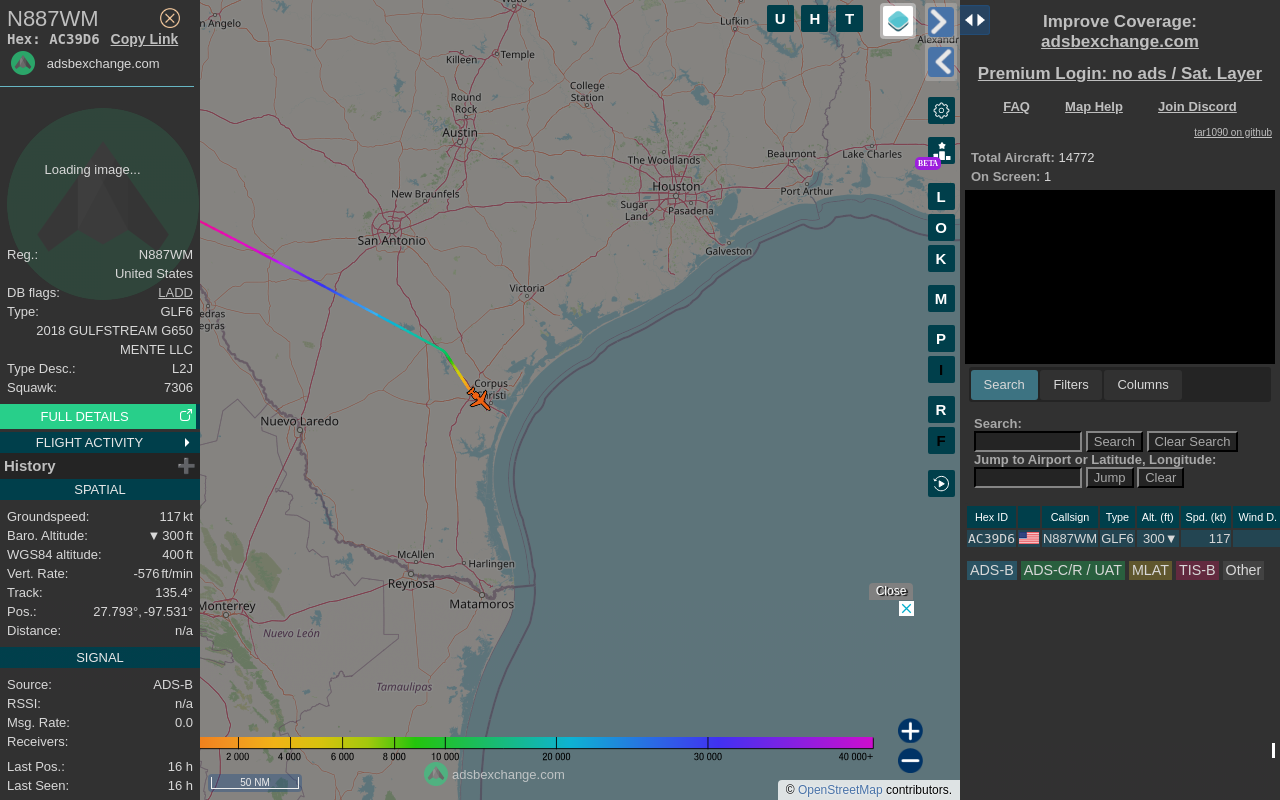 N887WM
Hex: AC39D6 Copy Link
adsbexchange.com
Loading image...
Reg.: N887WM
United States
DB flags: LADD
Type: GLF6
2018 GULFSTREAM G650
MENTE LLC
Type Desc.: L2J
Squawk: 7306
FULL DETAILS
FLIGHT ACTIVITY
History
SPATIAL
Groundspeed: 117 kt
Baro. Altitude: ▼ 300 ft
WGS84 altitude: 400 ft
Vert. Rate: -576 ft/min
Track: 135.4°
Pos.: 27.793°, -97.531°
Distance: n/a
SIGNAL
Source: ADS-B
RSSI: n/a
Msg. Rate: 0.0
Receivers:
Last Pos.: 16 h
Last Seen: 16 h
Waco
n Angelo
Lufkin
Killeen
Temple
Alexandr
College
Station
Round
Rock
Austin
The Woodlands
Beaumont
Lake Charles
Houston
New Braunfels
Port Arthur
Sugar
Land
Pasadena
San Antonio
Galveston
Victoria
edras
egras
Corpus
risti
Nuevo Laredo
McAllen
Harlingen
Reynosa
Matamoros
Monterrey
Nuevo León
Tamaulipas
U H T
BETA
L
O
K
M
P
I
R
F
Close
2 000 4 000 6 000 8 000 10 000 20 000 30 000 40 000+
adsbexchange.com
50 NM
© OpenStreetMap contributors.
Improve Coverage:
adsbexchange.com
Premium Login: no ads / Sat. Layer
FAQ Map Help Join Discord
tar1090 on github
Total Aircraft: 14772
On Screen: 1
Search Filters Columns
Search:
Search Clear Search
Jump to Airport or Latitude, Longitude:
Jump Clear
Hex ID Callsign Type Alt. (ft) Spd. (kt) Wind D.
AC39D6 N887WM GLF6 300▼ 117
ADS-B ADS-C/R / UAT MLAT TIS-B Other